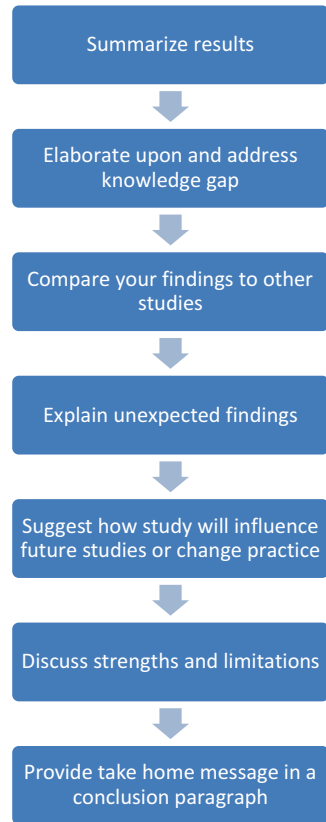 Summarize results
Elaborate upon and address
knowledge gap
Compare your findings to other
studies
Explain unexpected findings
Suggest how study will influence
future studies or change practice
Discuss strengths and limitations
Provide take home message in a
conclusion paragraph